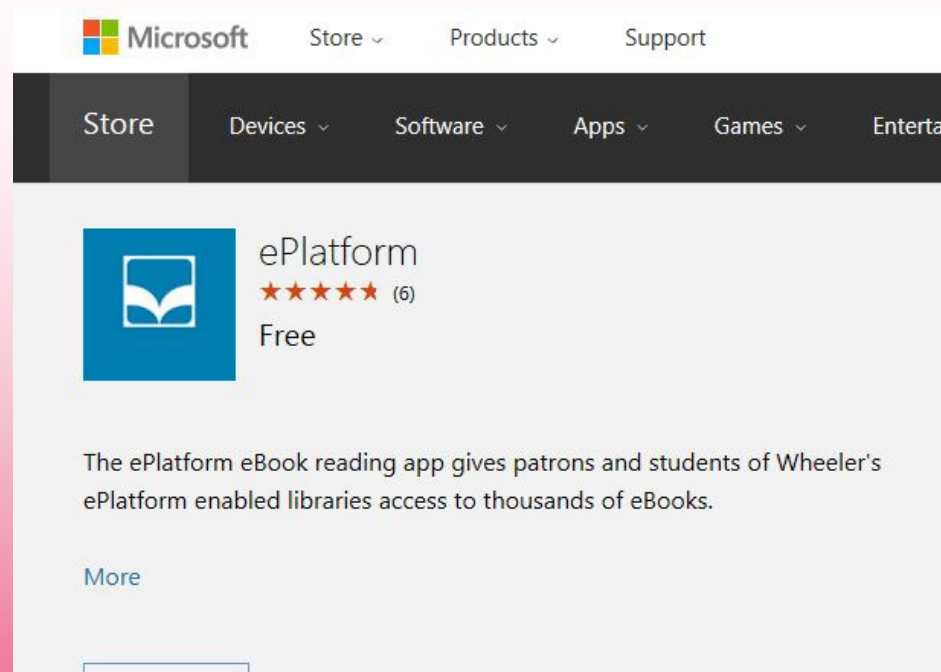 Microsoft Store Products Support
Store Devices Software Apps Games Enterta
ePlatform
(6)
Free
The ePlatform eBook reading app gives patrons and students of Wheeler's
ePlatform enabled libraries access to thousands of eBooks.
More